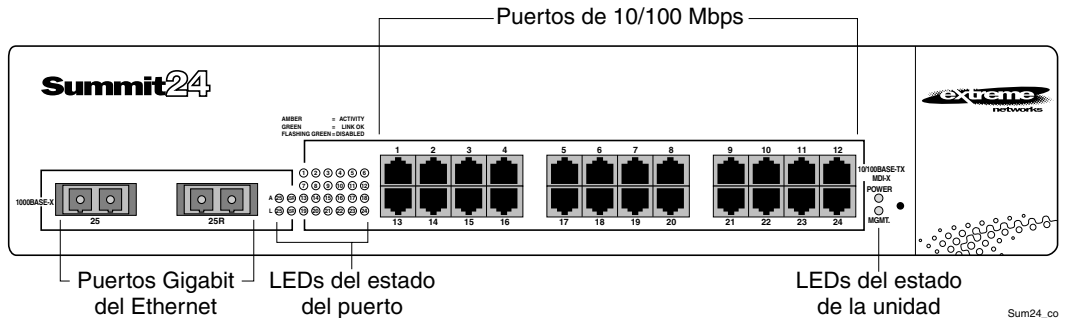 Puertos de 10/100 Mbps
Summit24
extreme
networks
AMBER = ACTIVITY
GREEN = LINK OK
FLASHING GREEN = DISABLED
1 2 3 4 5 6 7 8 9 10 11 12
1 2 3 4 5 6
7 8 9 10 11 12
A 25 25R 13 14 15 16 17 18
L 25 25R 19 20 21 22 23 24
10/100BASE-TX
MDI-X
POWER
MGMT.
1000BASE-X
25 25R
13 14 15 16 17 18 19 20 21 22 23 24
Puertos Gigabit
del Ethernet
LEDs del estado
del puerto
LEDs del estado
de la unidad
Sum24_co